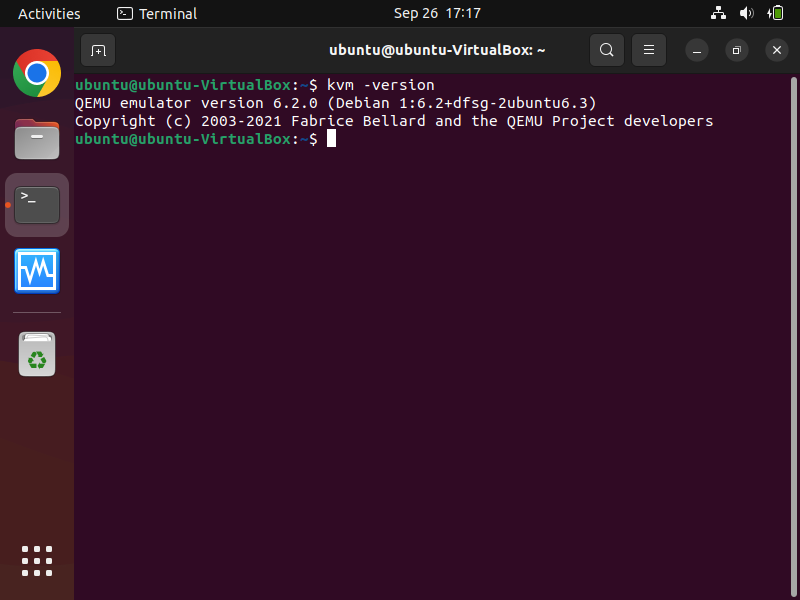 Activities Terminal Sep 26 17:17
ubuntu@ubuntu-VirtualBox: ~
ubuntu@ubuntu-VirtualBox:~$ kvm -version
QEMU emulator version 6.2.0 (Debian 1:6.2+dfsg-2ubuntu6.3)
Copyright (c) 2003-2021 Fabrice Bellard and the QEMU Project developers
ubuntu@ubuntu-VirtualBox:~$